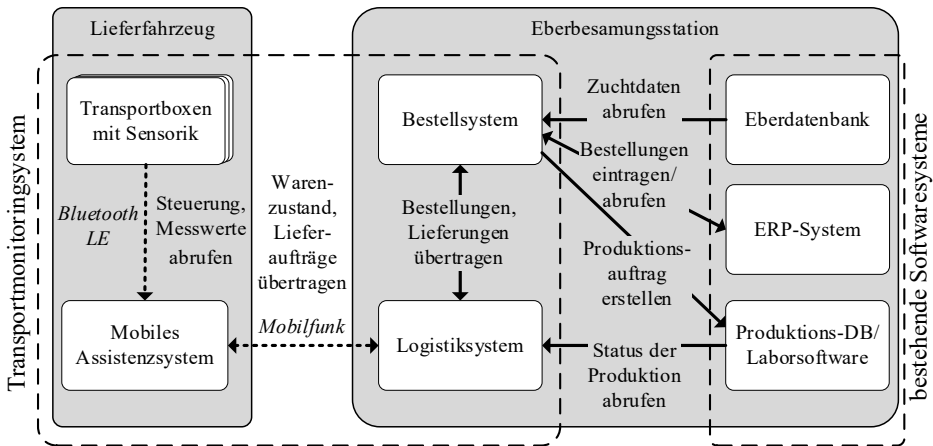 Lieferfahrzeug
Eberbesamungsstation
Transportmonitoringsystem
Transportboxen
mit Sensorik
Bluetooth
LE
Steuerung,
Messwerte
abrufen
Mobiles
Assistenzsystem
Waren-
zustand,
Liefer-
aufträge
übertragen
Mobilfunk
Bestellsystem
Bestellungen,
Lieferungen
übertragen
Logistiksystem
Zuchtdaten
abrufen
Bestellungen
eintragen/
abrufen
Produktions-
auftrag
erstellen
Status der
Produktion
abrufen
Eberdatenbank
ERP-System
Produktions-DB/
Laborsoftware
bestehende Softwaresysteme